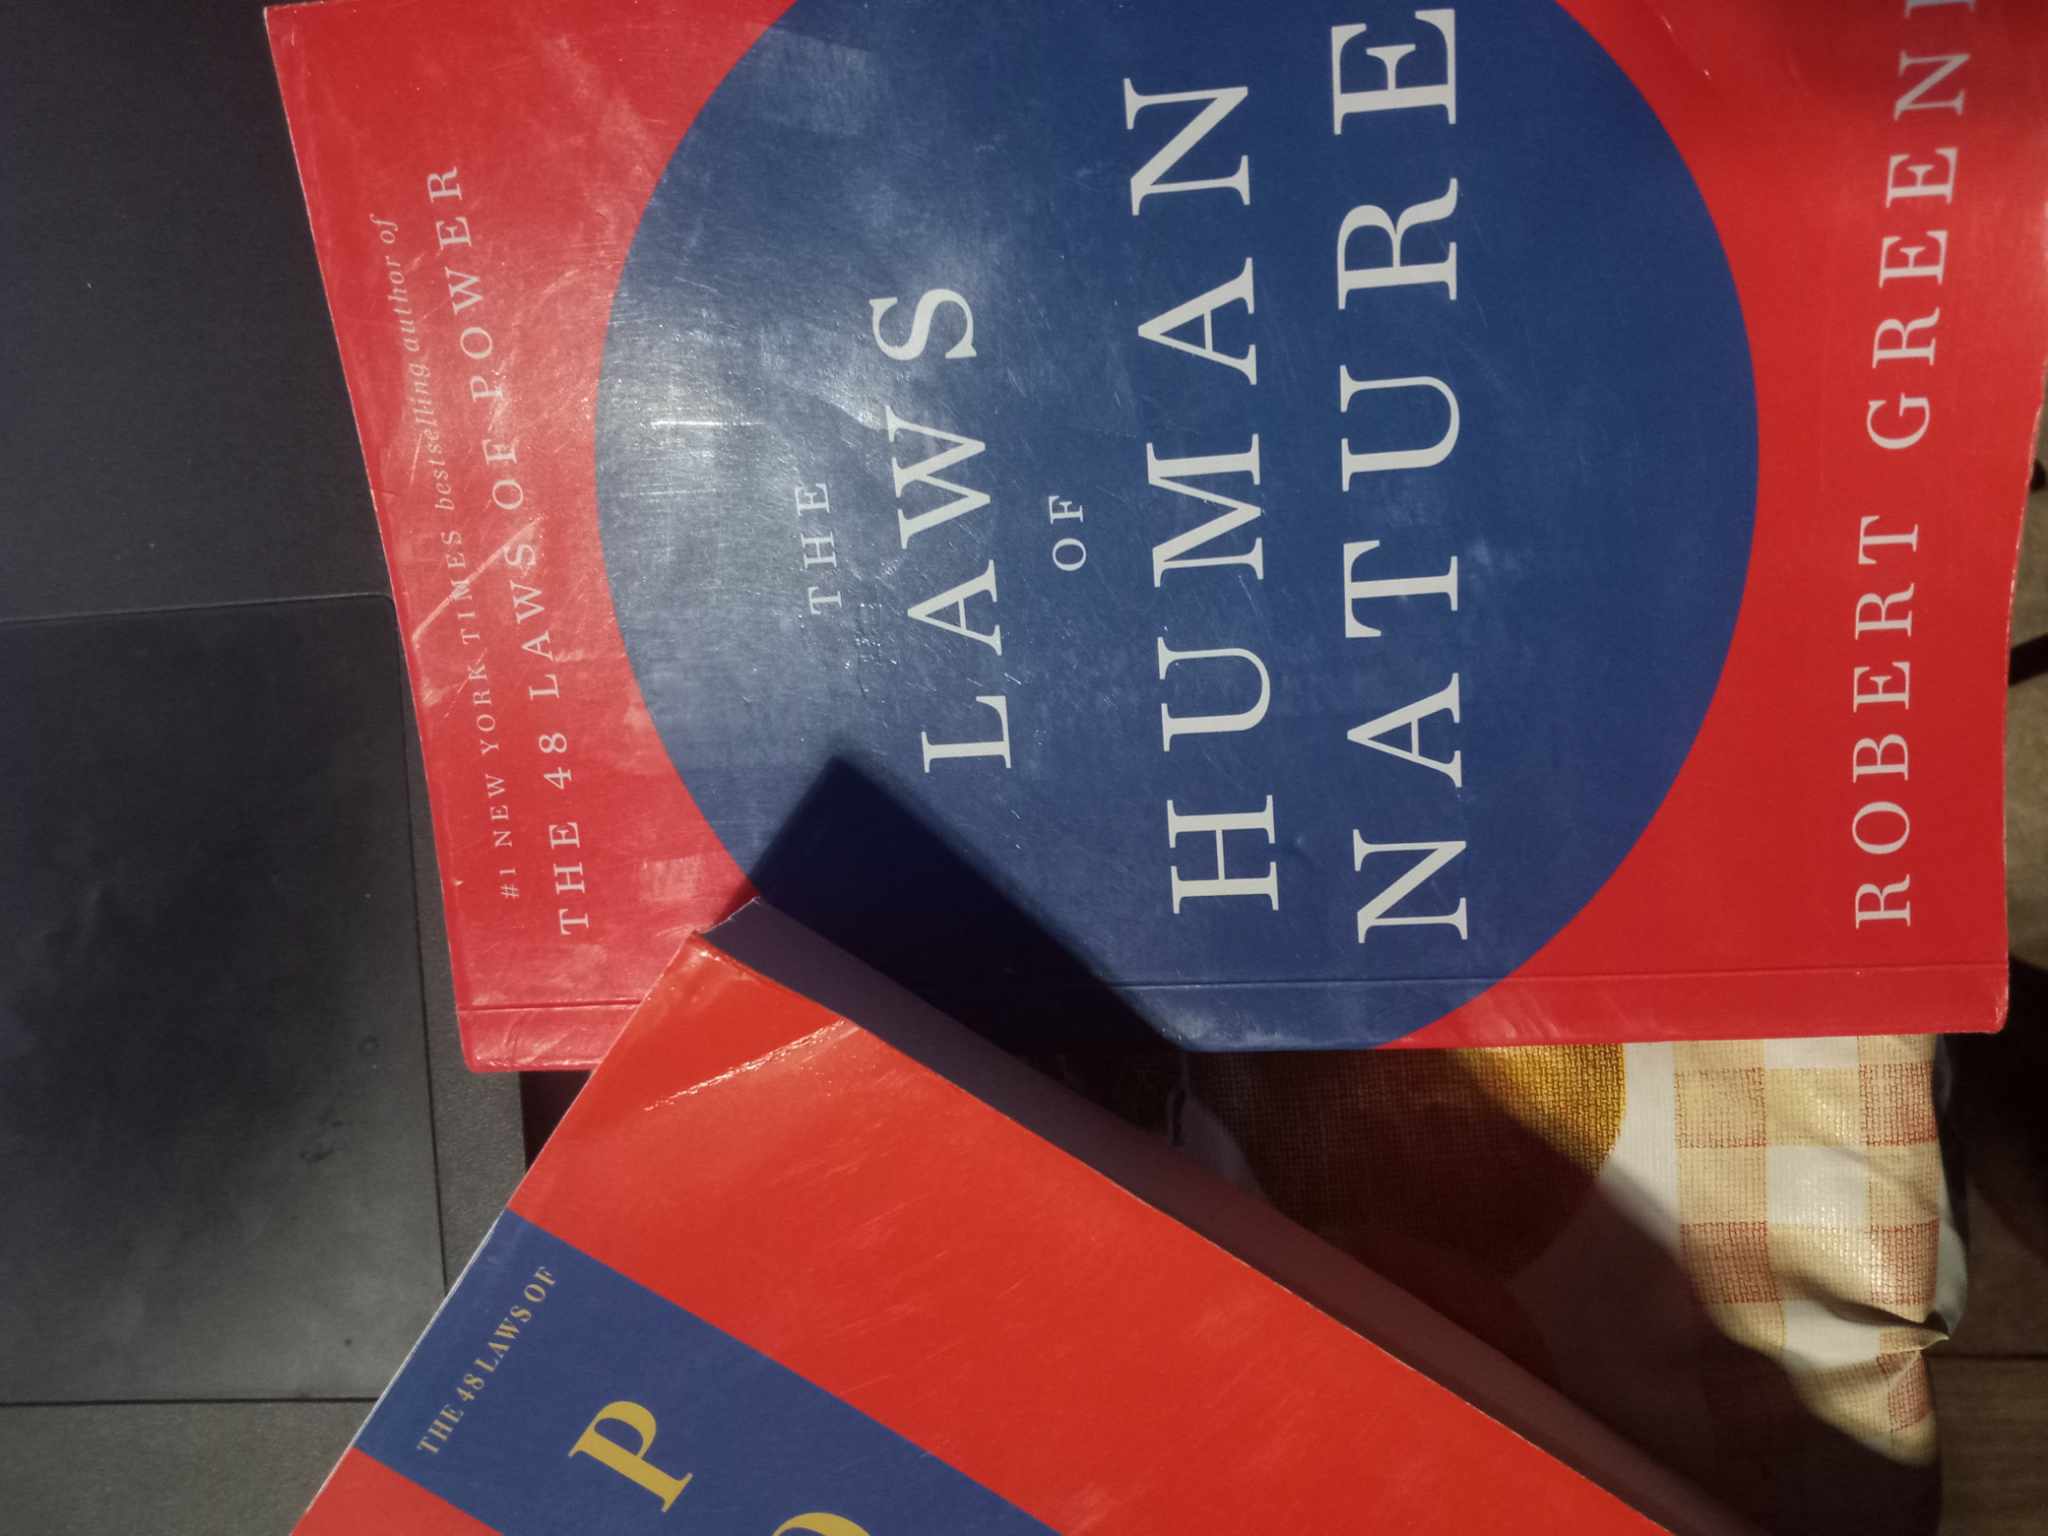 #1 NEW YORK TIMES bestselling author of
THE 48 LAWS OF POWER
THE
LAWS
OF
HUMAN
NATURE
ROBERT GREEN
THE 48 LAWS OF
P
O